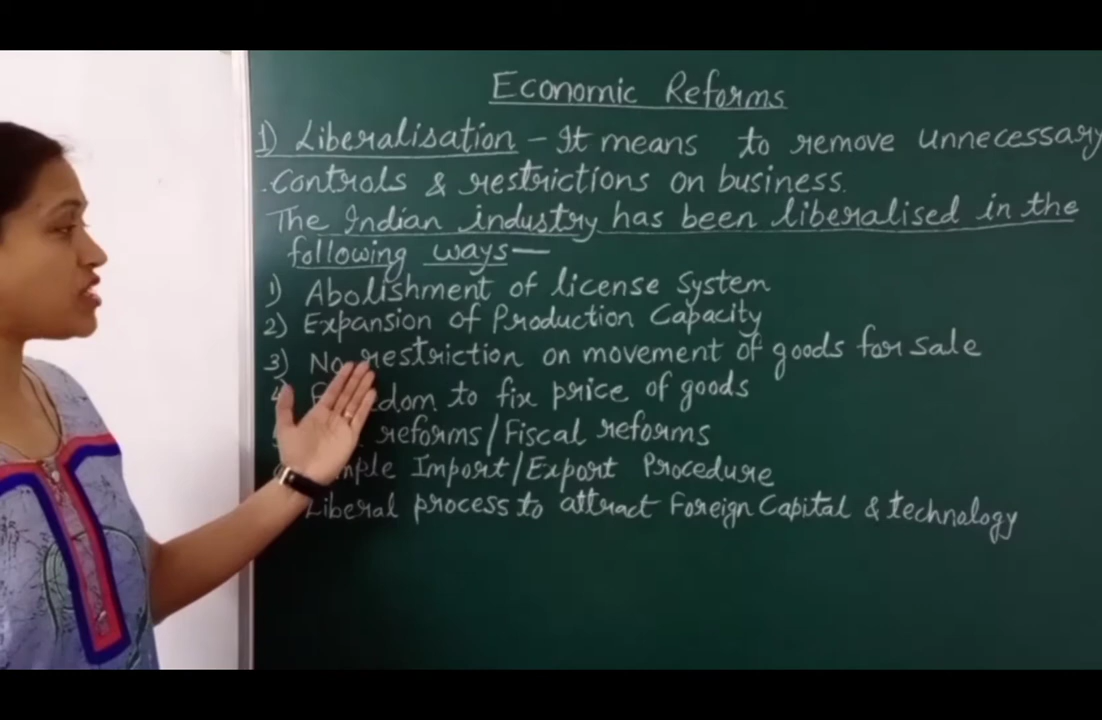 Economic Reforms
1) Liberalisation - It means to remove unnecessary
controls & restrictions on business.
The Indian industry has been liberalised in the
following ways—
1) Abolishment of license System
2) Expansion of Production Capacity
3) No restriction on movement of goods for sale
to fix price of goods
reforms/Fiscal reforms
Import/Export Procedure
Liberal process to attract Foreign Capital & technology